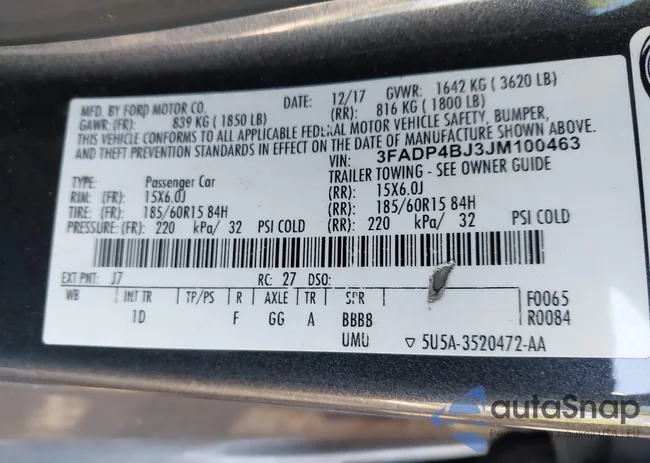 MFD. BY FORD MOTOR CO. DATE: 12/17 GVWR: 1642 KG ( 3620 LB)
GAWR: (FR): 839 KG ( 1850 LB) (RR): 816 KG ( 1800 LB)
THIS VEHICLE CONFORMS TO ALL APPLICABLE FEDERAL MOTOR VEHICLE SAFETY, BUMPER,
AND THEFT PREVENTION STANDARDS IN EFFECT ON THE DATE OF MANUFACTURE SHOWN ABOVE.
VIN: 3FADP4BJ3JM100463
TYPE: Passenger Car TRAILER TOWING - SEE OWNER GUIDE
RIM: (FR): 15X6.0J (RR): 15X6.0J
TIRE: (FR): 185/60R15 84H (RR): 185/60R15 84H
PRESSURE: (FR): 220 kPa/ 32 PSI COLD (RR): 220 kPa/ 32 PSI COLD
EXT PNT: J7 RC: 27 DSO:
WB INT TR TP/PS R AXLE TR SPR F0065
1D F GG A BBBB R0084
UMU ▽ 5U5A-3520472-AA
autoSnap